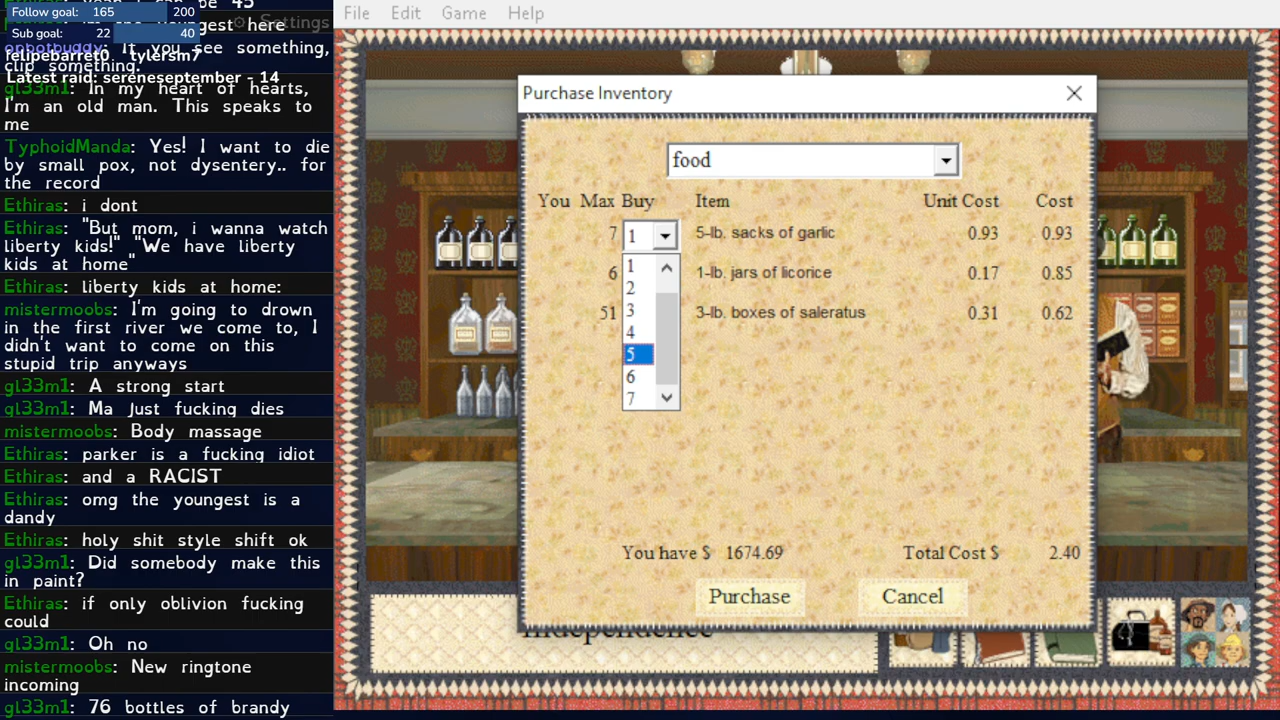 Follow goal: 165 200
Settings
gest here
Sub goal: 22 40
oppotbuddy: If you see something,
felipebarret0 tylersm7
clip something.
Latest raid: sereneseptember - 14
gl33m1: In my heart of hearts,
I'm an old man. This speaks to
me
TyphoidManda: Yes! I want to die
by small pox, not dysentery.. for
the record
Ethiras: i dont
Ethiras: "But mom, i wanna watch
liberty kids!" "We have liberty
kids at home"
Ethiras: liberty kids at home:
mistermoobs: I'm going to drown
in the first river we come to, I
didn't want to come on this
stupid trip anyways
gl33m1: A strong start
gl33m1: Ma Just fucking dies
mistermoobs: Body massage
Ethiras: parker is a fucking idiot
Ethiras: and a RACIST
Ethiras: omg the youngest is a
dandy
Ethiras: holy shit style shift ok
gl33m1: Did somebody make this
in paint?
Ethiras: if only oblivion fucking
could
gl33m1: Oh no
mistermoobs: New ringtone
incoming
gl33m1: 76 bottles of brandy
File Edit Game Help
Purchase Inventory
food
You Max Buy Item Unit Cost Cost
7 1 5-lb. sacks of garlic 0.93 0.93
6 1-lb. jars of licorice 0.17 0.85
51 3-lb. boxes of saleratus 0.31 0.62
1
2
3
4
5
6
7
You have $ 1674.69 Total Cost $ 2.40
Purchase Cancel
Independence